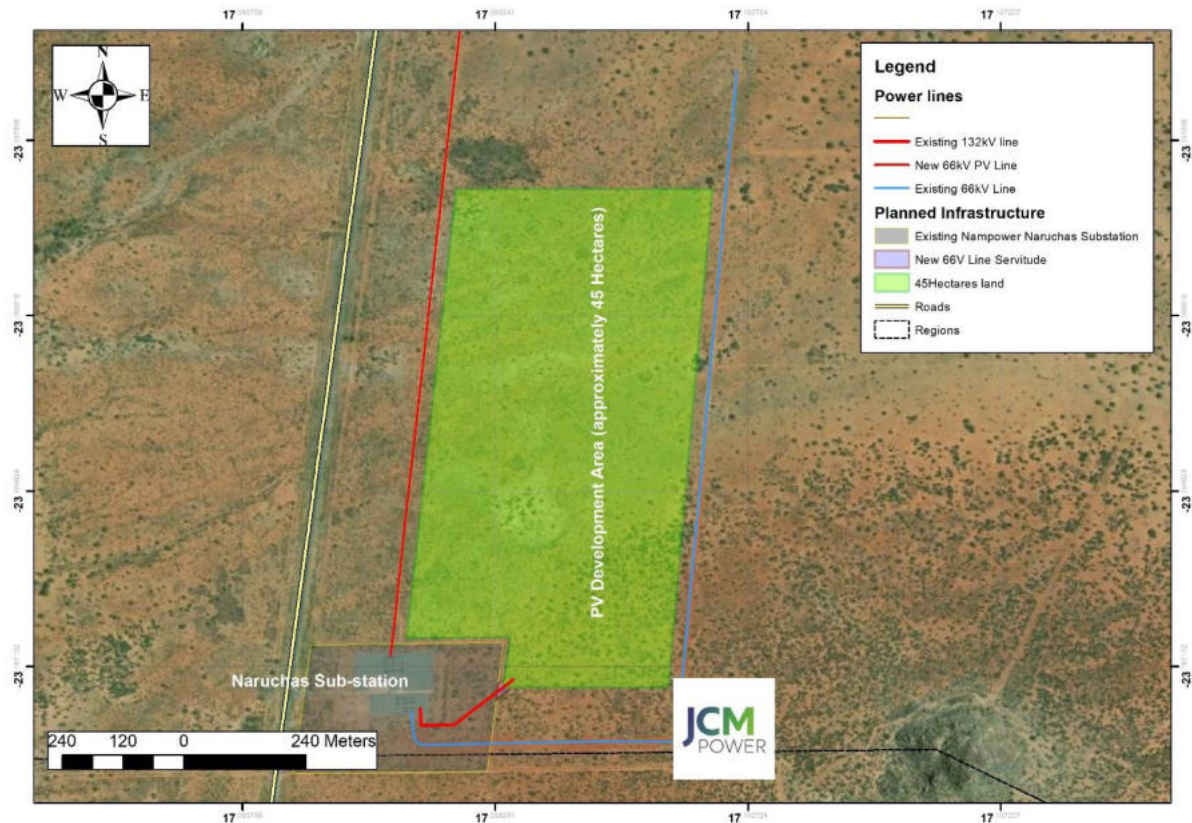 17
17
17
17
N
W E
S
Legend
Power lines
Existing 132kV line
New 66kV PV Line
Existing 66kV Line
Planned Infrastructure
Existing Nampower Naruchas Substation
New 66V Line Servitude
45Hectares land
Roads
Regions
-23
-23
-23
-23
-23
-23
-23
-23
PV Development Area (approximately 45 Hectares)
Naruchas Sub-station
240 120 0 240 Meters
JCM
POWER
17
17
17
17